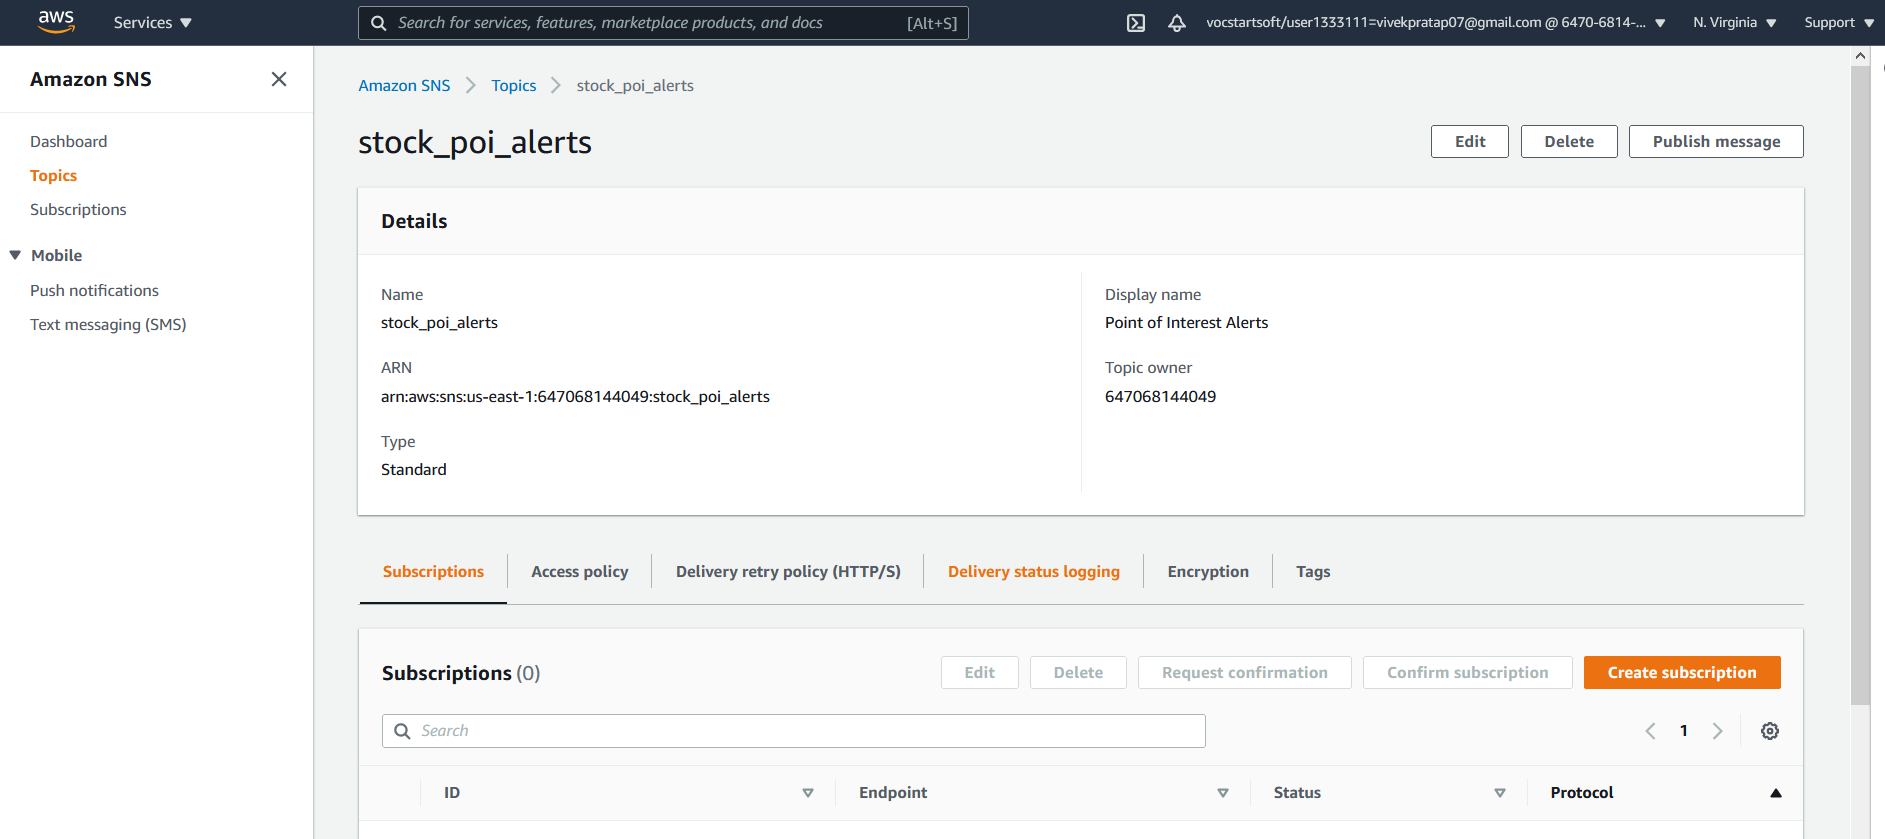 aws
Services
Search for services, features, marketplace products, and docs [Alt+S]
vocstartsoft/user1333111=vivekpratap07@gmail.com @ 6470-6814-...
N. Virginia
Support
Amazon SNS
Dashboard
Topics
Subscriptions
Mobile
Push notifications
Text messaging (SMS)
Amazon SNS
Topics
stock_poi_alerts
stock_poi_alerts
Edit
Delete
Publish message
Details
Name
stock_poi_alerts
ARN
arn:aws:sns:us-east-1:647068144049:stock_poi_alerts
Type
Standard
Display name
Point of Interest Alerts
Topic owner
647068144049
Subscriptions
Access policy
Delivery retry policy (HTTP/S)
Delivery status logging
Encryption
Tags
Subscriptions (0)
Edit
Delete
Request confirmation
Confirm subscription
Create subscription
Search
1
ID
Endpoint
Status
Protocol